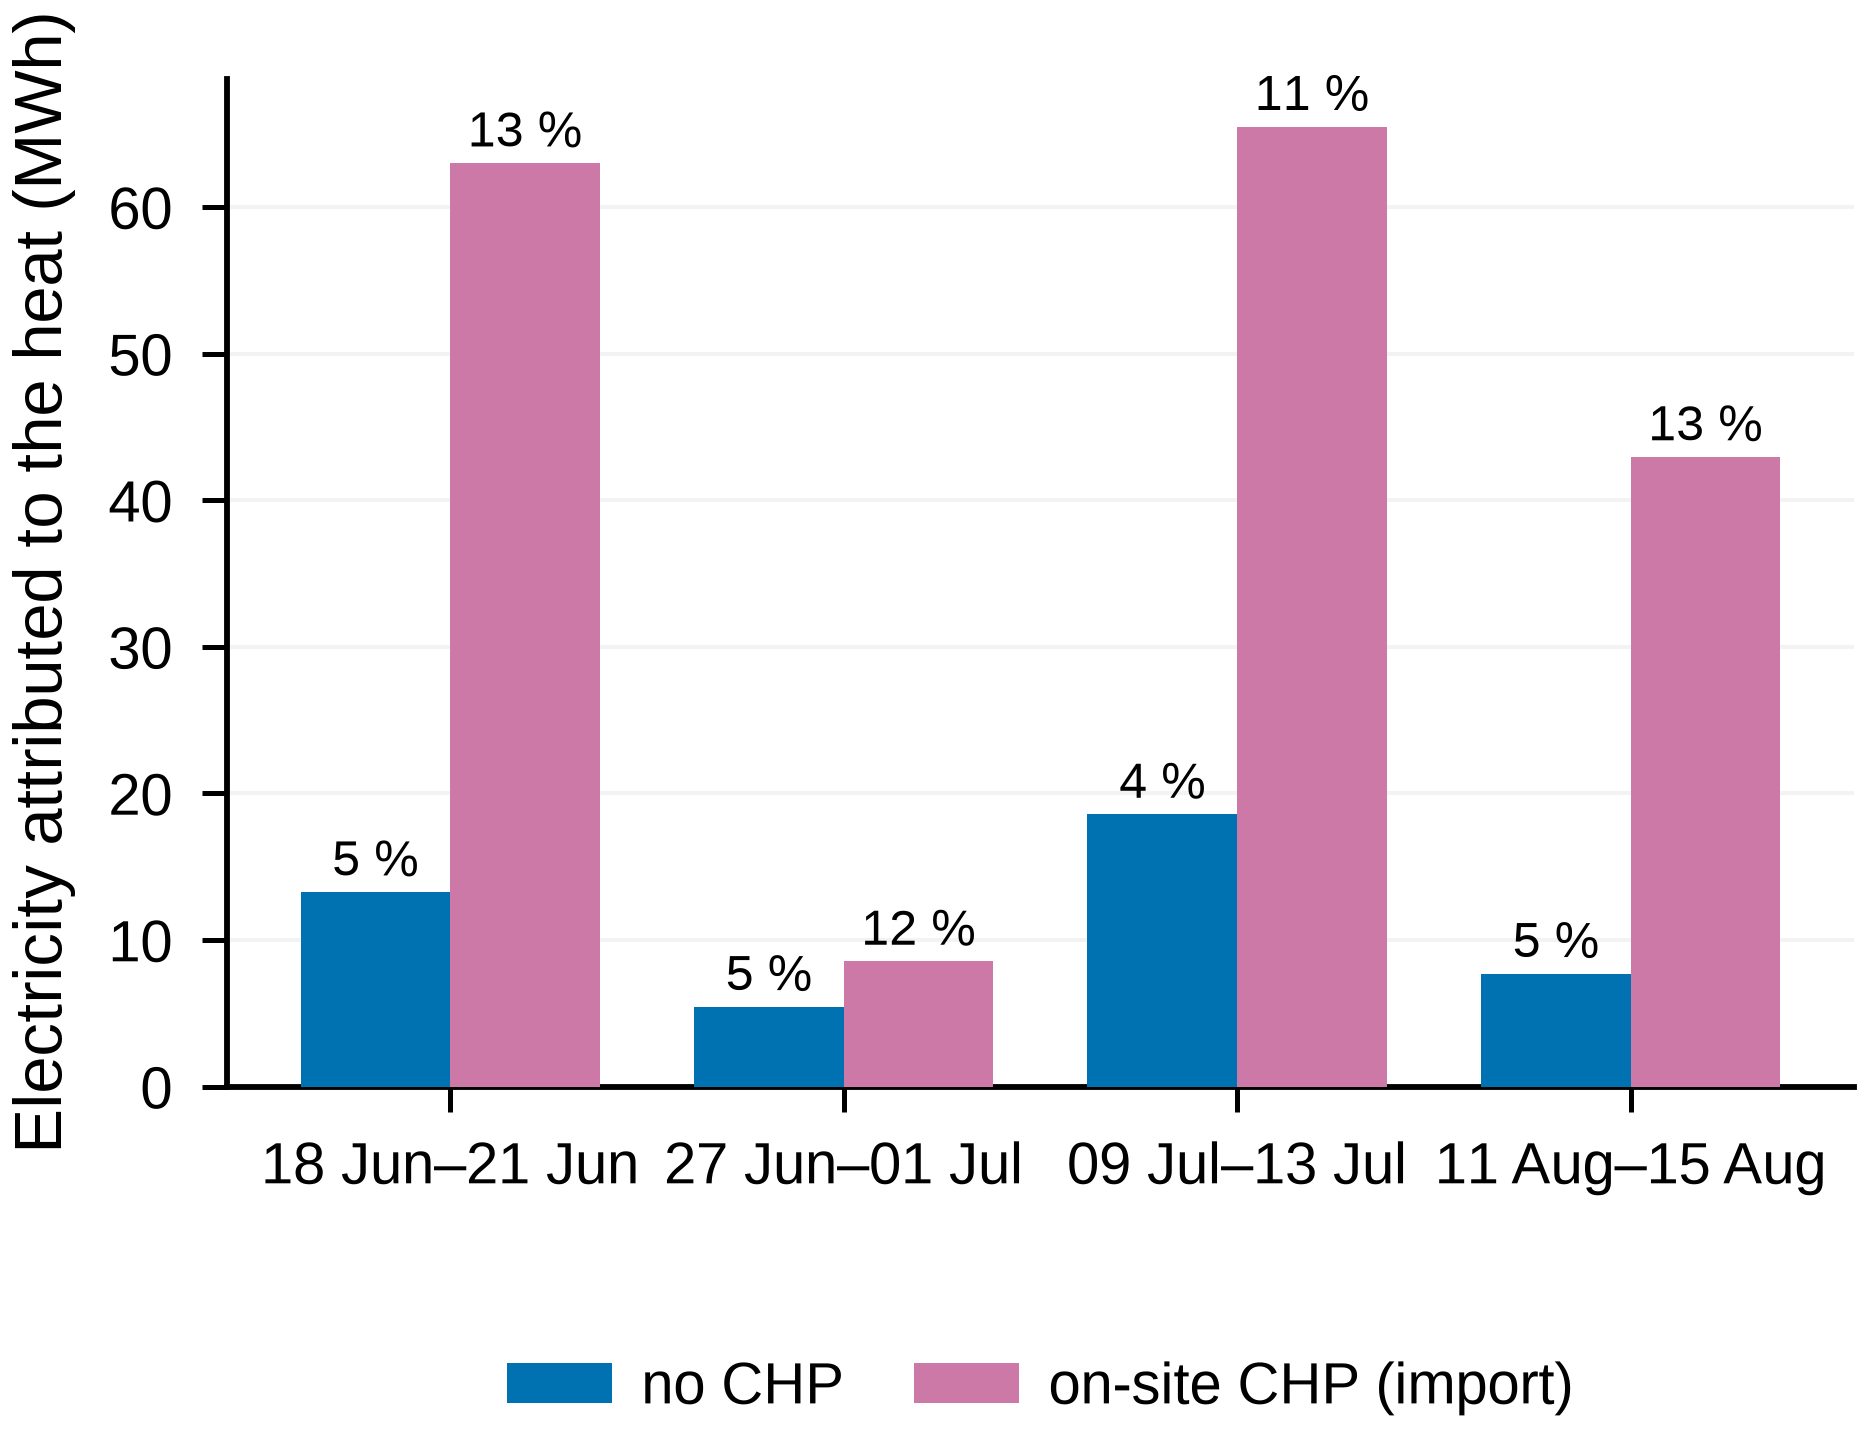 Electricity attributed to the heat (MWh)
60
50
40
30
20
10
0
13 %
11 %
13 %
4 %
5 %
12 %
5 %
5 %
18 Jun–21 Jun
27 Jun–01 Jul
09 Jul–13 Jul
11 Aug–15 Aug
no CHP
on-site CHP (import)